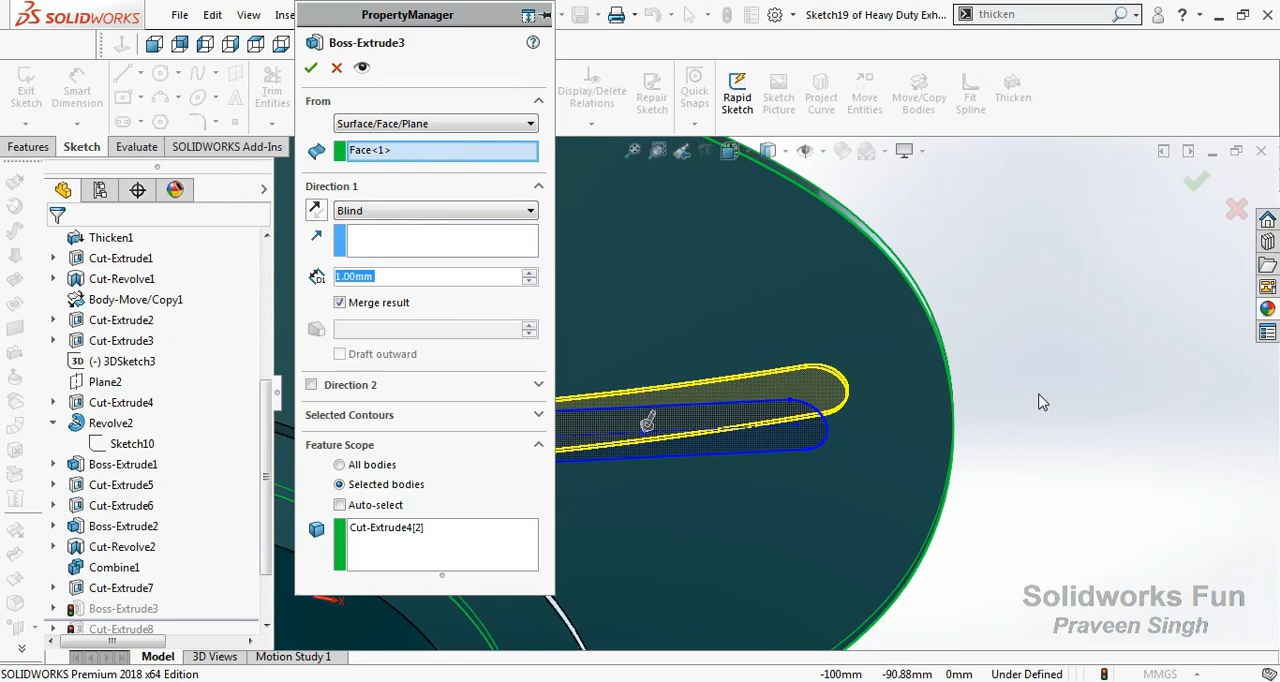 SOLIDWORKS
File
Edit
View
Inse
PropertyManager
Sketch19 of Heavy Duty Exh...
thicken
?
Exit
Sketch
Smart
Dimension
Trim
Entities
Display/Delete
Relations
Repair
Sketch
Quick
Snaps
Rapid
Sketch
Sketch
Picture
Project
Curve
Move
Entities
Move/Copy
Bodies
Fit
Spline
Thicken
Features
Sketch
Evaluate
SOLIDWORKS Add-Ins
Boss-Extrude3
From
Surface/Face/Plane
Face<1>
Direction 1
Blind
D1
1.00mm
Merge result
Draft outward
Direction 2
Selected Contours
Feature Scope
All bodies
Selected bodies
Auto-select
Cut-Extrude4[2]
Thicken1
Cut-Extrude1
Cut-Revolve1
Body-Move/Copy1
Cut-Extrude2
Cut-Extrude3
3D (-) 3DSketch3
Plane2
Cut-Extrude4
Revolve2
Sketch10
Boss-Extrude1
Cut-Extrude5
Cut-Extrude6
Boss-Extrude2
Cut-Revolve2
Combine1
Cut-Extrude7
Boss-Extrude3
Cut-Extrude8
X
Solidworks Fun
Praveen Singh
Model
3D Views
Motion Study 1
SOLIDWORKS Premium 2018 x64 Edition
-100mm
-90.88mm
0mm
Under Defined
MMGS